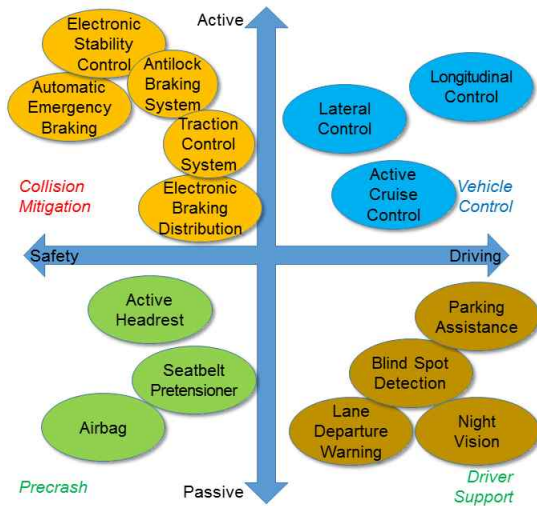 Active
Electronic
Stability
Control
Antilock
Braking
System
Automatic
Emergency
Braking
Traction
Control
System
Electronic
Braking
Distribution
Collision
Mitigation
Longitudinal
Control
Lateral
Control
Active
Cruise
Control
Vehicle
Control
Safety
Driving
Active
Headrest
Seatbelt
Pretensioner
Airbag
Precrash
Parking
Assistance
Blind Spot
Detection
Lane
Departure
Warning
Night
Vision
Driver
Support
Passive